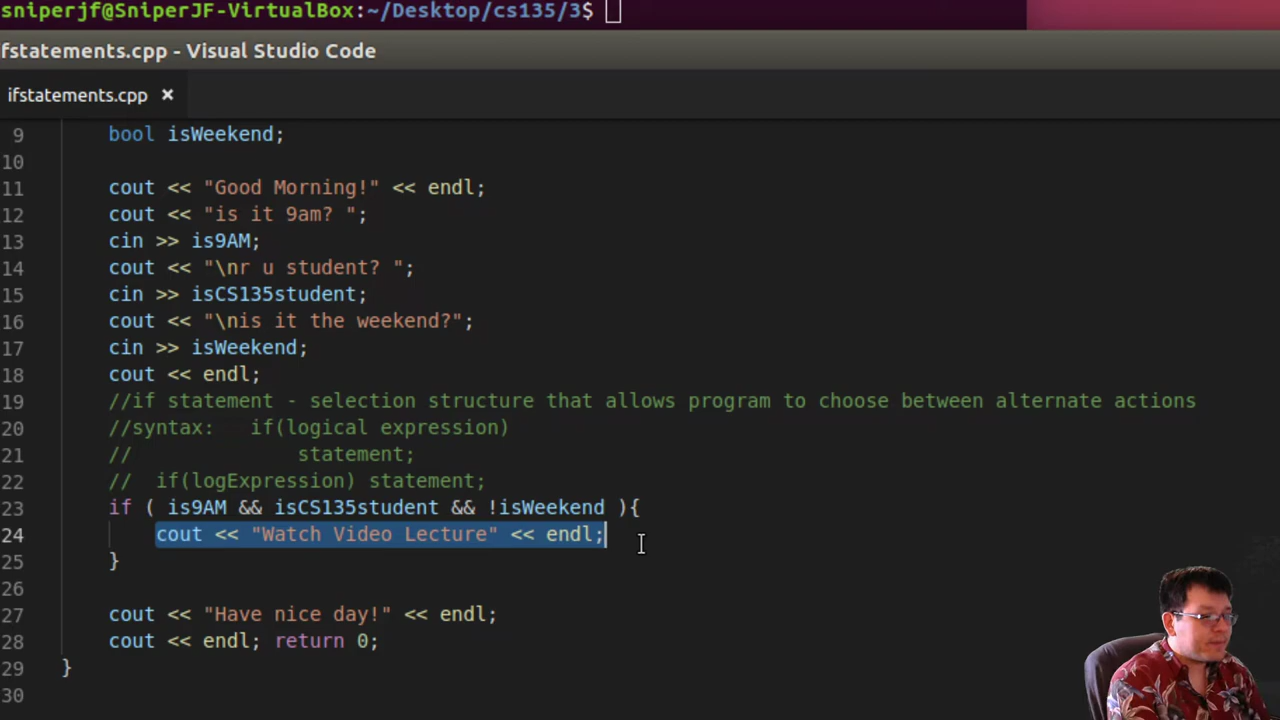 sniperjf@SniperJF-VirtualBox:~/Desktop/cs135/3$
fstatements.cpp - Visual Studio Code
ifstatements.cpp ×
9 bool isWeekend;
10
11 cout << "Good Morning!" << endl;
12 cout << "is it 9am? ";
13 cin >> is9AM;
14 cout << "\nr u student? ";
15 cin >> isCS135student;
16 cout << "\nis it the weekend?";
17 cin >> isWeekend;
18 cout << endl;
19 //if statement - selection structure that allows program to choose between alternate actions
20 //syntax: if(logical expression)
21 // statement;
22 // if(logExpression) statement;
23 if ( is9AM && isCS135student && !isWeekend ){
24 cout << "Watch Video Lecture" << endl;
25 }
26
27 cout << "Have nice day!" << endl;
28 cout << endl; return 0;
29 }
30